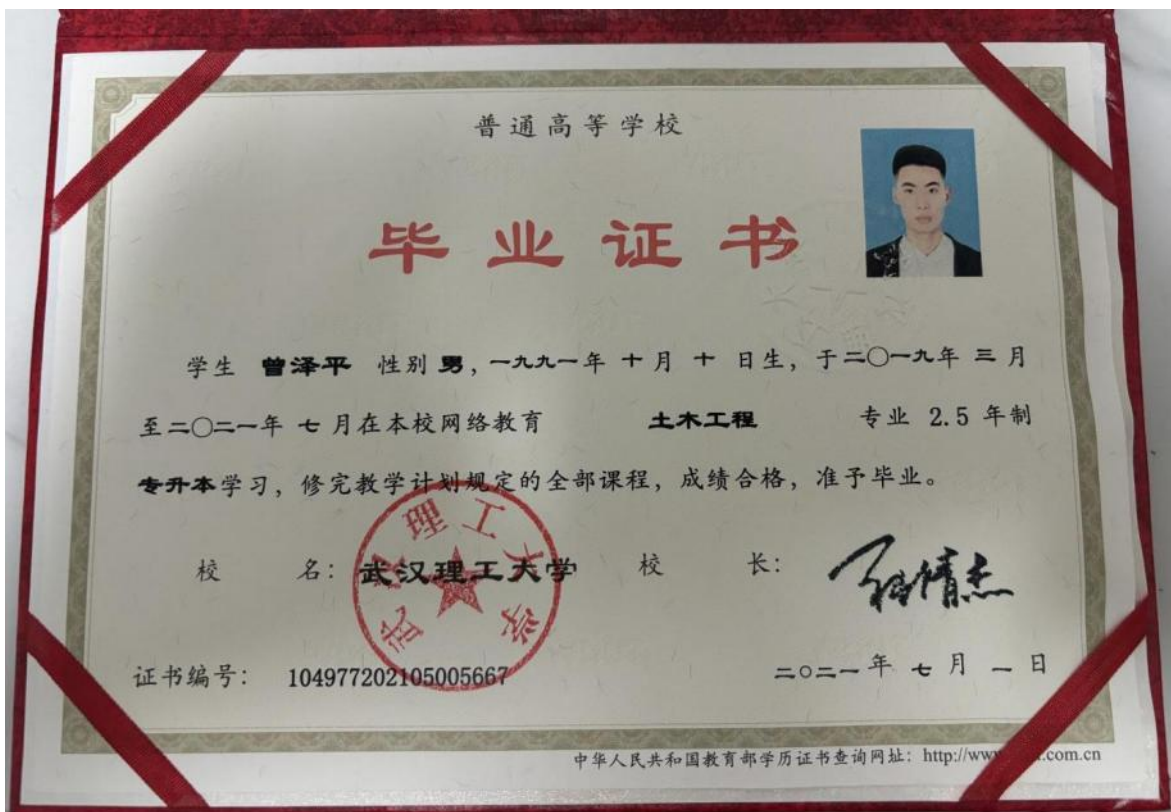 普通高等学校
毕业证书
学生 曾泽平 性别 男，一九九一年 十月 十 日生，于二〇一九年 三月
至二〇二一年 七月在本校网络教育 土木工程 专业 2.5 年制
专升本学习，修完教学计划规定的全部课程，成绩合格，准予毕业。
校 名：武汉理工大学 校 长：
武汉理工大学
证书编号： 104977202105005667 二〇二一年 七月 一日
中华人民共和国教育部学历证书查询网址： http://www .com.cn